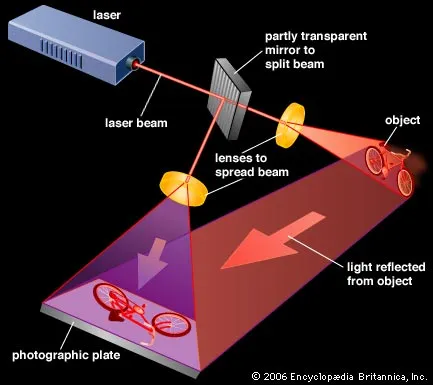 laser
partly transparent
mirror to
split beam
laser beam
object
lenses to
spread beam
light reflected
from object
photographic plate
© 2006 Encyclopædia Britannica, Inc.